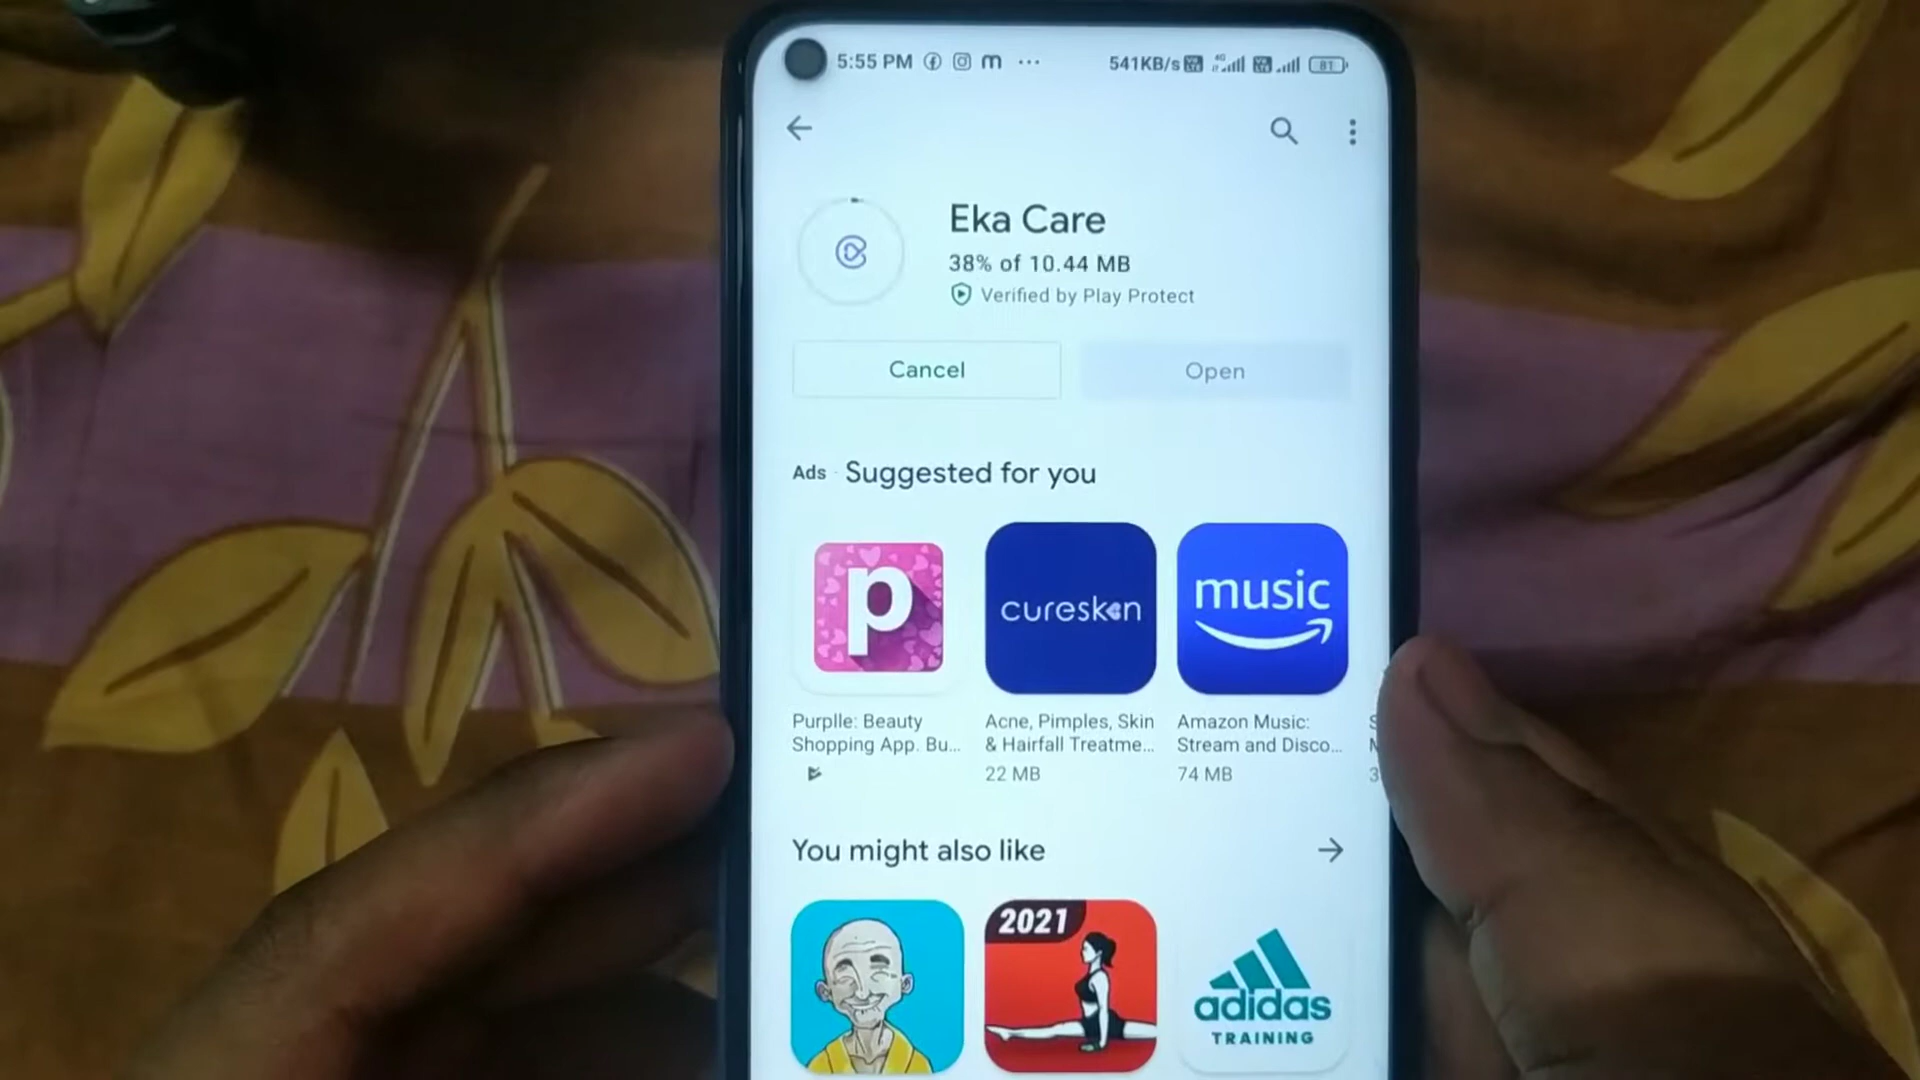 5:55 PM
541KB/s
4G
81
Eka Care
38% of 10.44 MB
Verified by Play Protect
Cancel
Open
Ads · Suggested for you
p
cureskin
music
Purplle: Beauty
Shopping App. Bu...
Acne, Pimples, Skin
& Hairfall Treatme...
22 MB
Amazon Music:
Stream and Disco...
74 MB
You might also like
2021
adidas
TRAINING